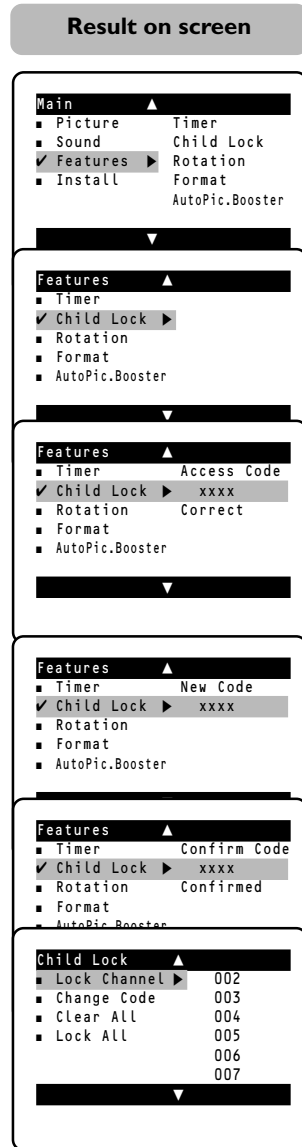 Result on screen
Main ▲
■ Picture Timer
■ Sound Child Lock
✔ Features ▶ Rotation
■ Install Format
AutoPic.Booster
▼
Features ▲
■ Timer
✔ Child Lock ▶
■ Rotation
■ Format
■ AutoPic.Booster
▼
Features ▲
■ Timer Access Code
✔ Child Lock ▶ xxxx
■ Rotation Correct
■ Format
■ AutoPic.Booster
▼
Features ▲
■ Timer New Code
✔ Child Lock ▶ xxxx
■ Rotation
■ Format
■ AutoPic.Booster
Features ▲
■ Timer Confirm Code
✔ Child Lock ▶ xxxx
■ Rotation Confirmed
■ Format
■ AutoPic.Booster
Child Lock ▲
■ Lock Channel ▶ 002
■ Change Code 003
■ Clear All 004
■ Lock All 005
006
007
▼